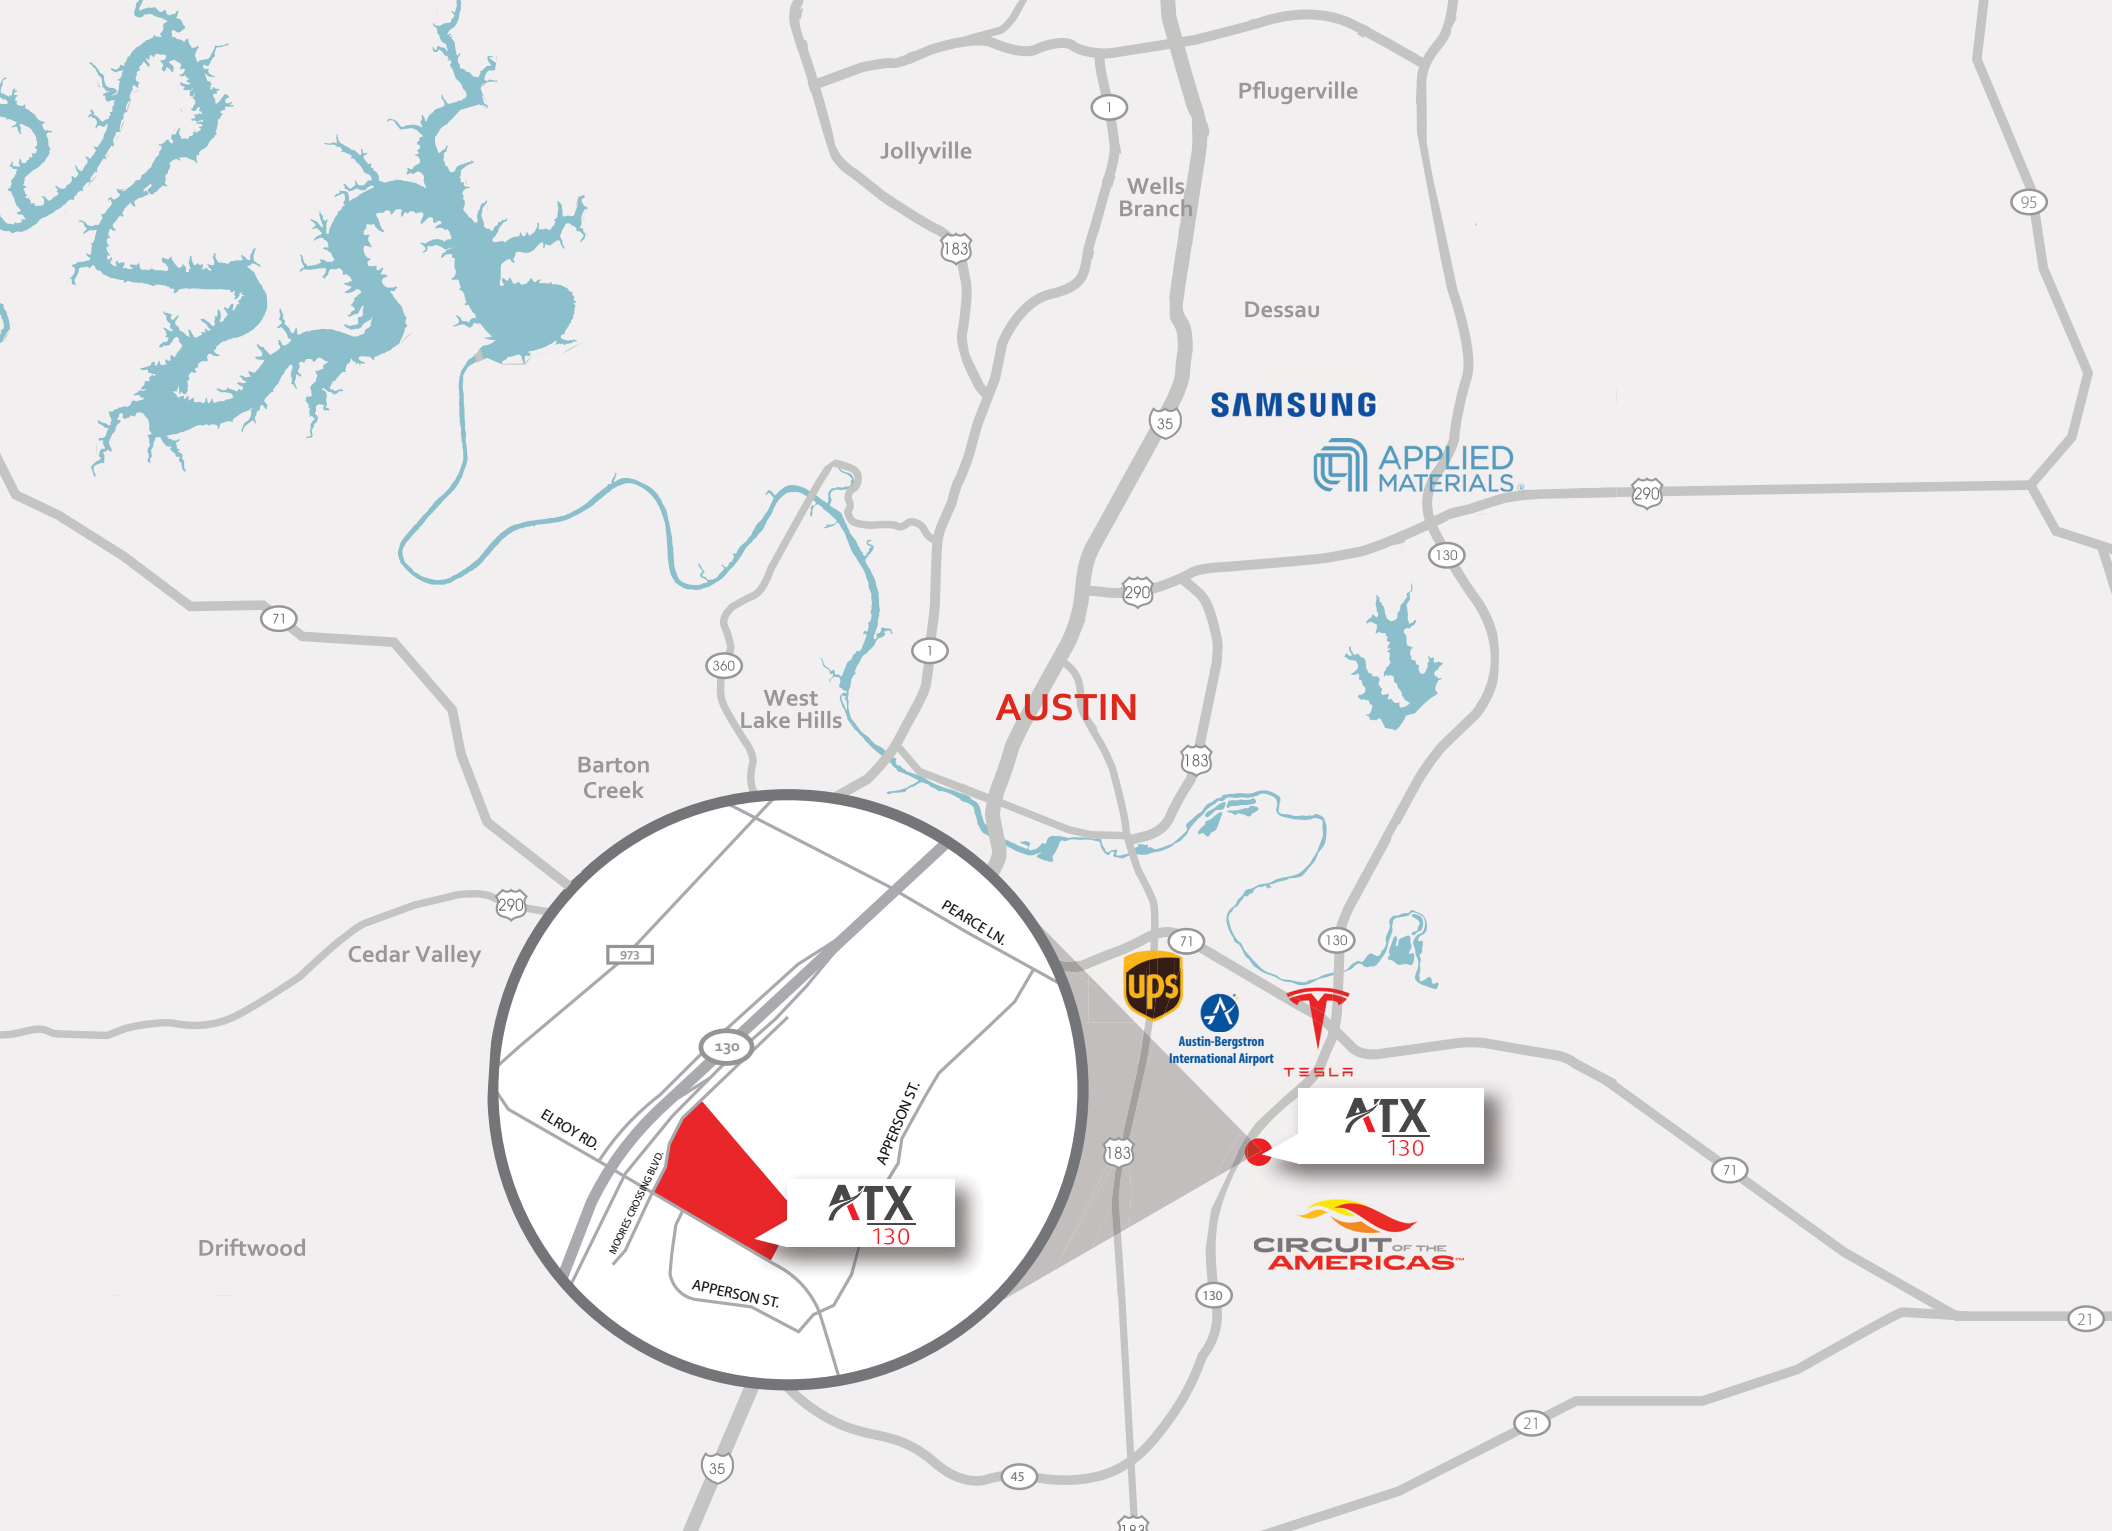 Pflugerville
1
Jollyville
Wells
Branch
95
183
Dessau
SAMSUNG
35
APPLIED
MATERIALS®
290
130
290
71
1
360
West
Lake Hills
AUSTIN
183
Barton
Creek
290
PEARCE LN.
71
130
Cedar Valley
973
ups
Austin-Bergstron
International Airport
TESLA
130
ELROY RD.
APPERSON ST.
MOORES CROSSING BLVD.
ATX
130
183
71
ATX
130
Driftwood
CIRCUIT OF THE
AMERICAS™
APPERSON ST.
130
21
21
35
45
183